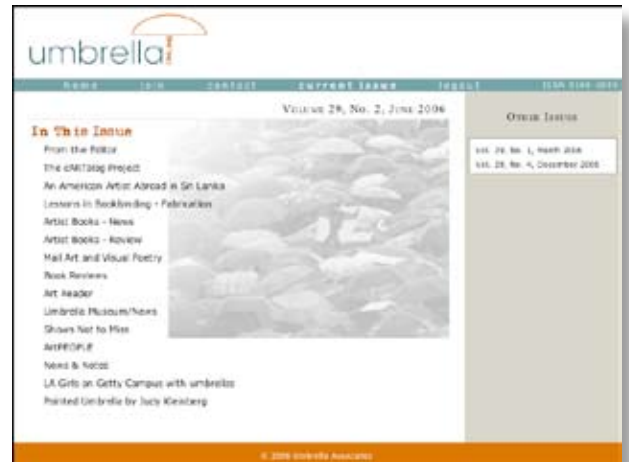 umbrella
ONLINE
home join contact current issue logout
VOLUME 29, NO. 2, JUNE 2006
In This Issue
From the Editor
The cARTalog Project
An American Artist Abroad in Sri Lanka
Lessons in Bookbinding - Fabrication
Artist Books - News
Artist Books - Review
Mail Art and Visual Poetry
Book Reviews
Art Reader
Umbrella Museum/News
Shows Not to Miss
ArtPEOPLE
News & Notes
LA Girls on Getty Campus with umbrellas
Painted Umbrella by Judy Kleinberg
OTHER ISSUES
Vol. 29, No. 1, March 2006
Vol. 28, No. 4, December 2005
© 2006 Umbrella Associates